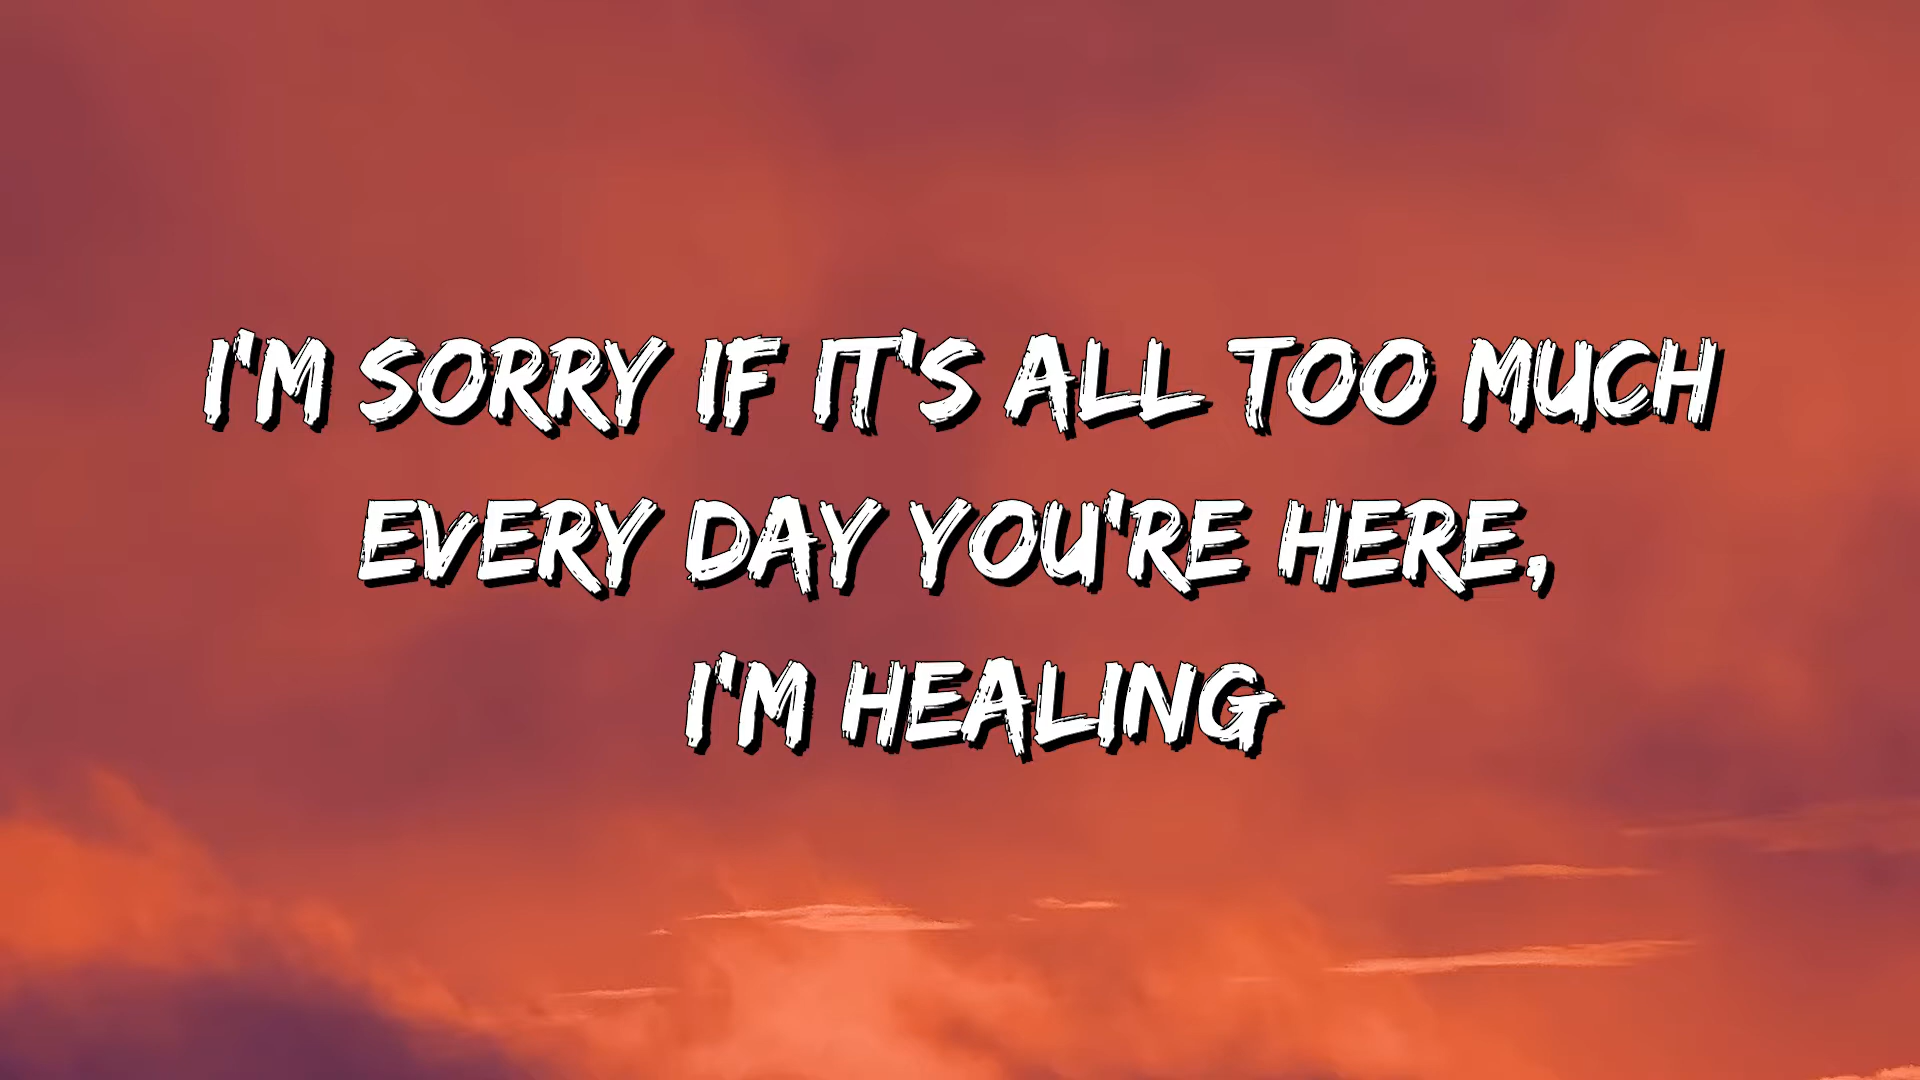 I'M SORRY IF IT'S ALL TOO MUCH
EVERY DAY YOU'RE HERE,
I'M HEALING